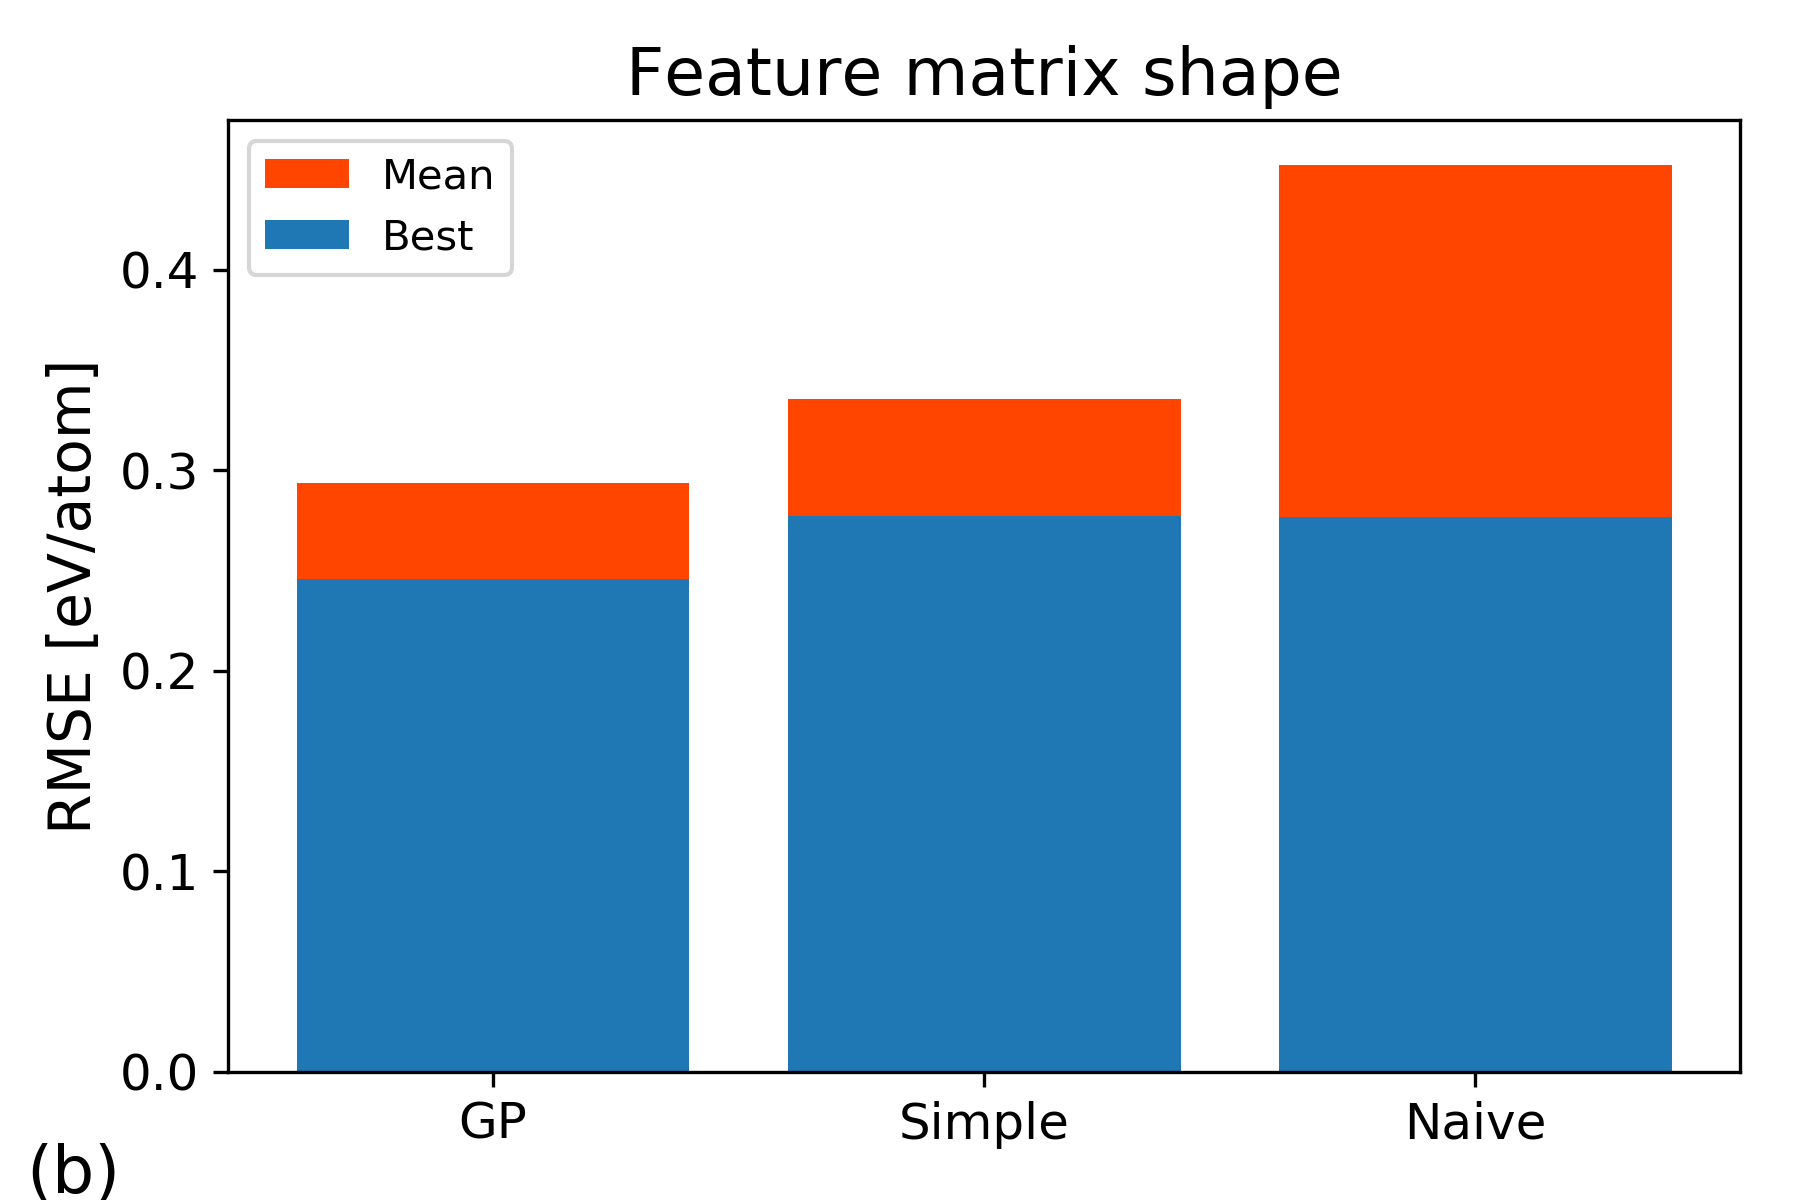 Feature matrix shape
Mean
Best
RMSE [eV/atom]
0.4
0.3
0.2
0.1
0.0
GP Simple Naive
(b)